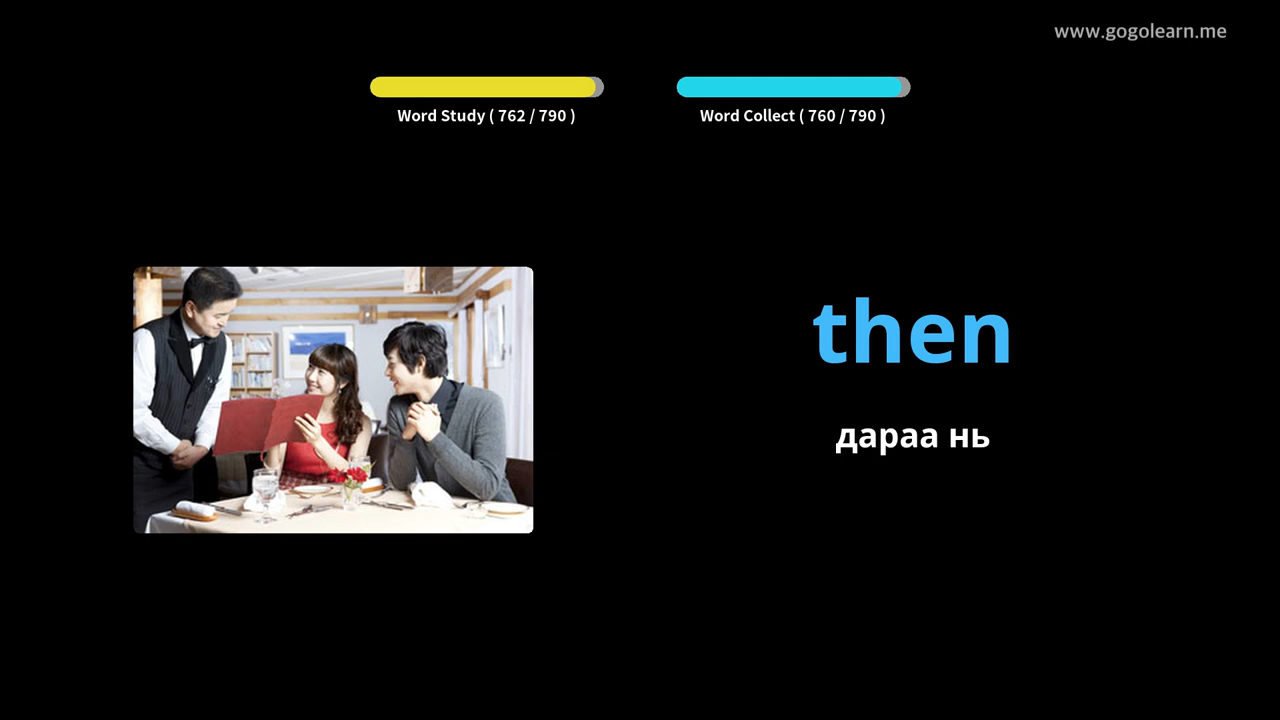 www.gogolearn.me
Word Study ( 762 / 790 )
Word Collect ( 760 / 790 )
then
дараа нь